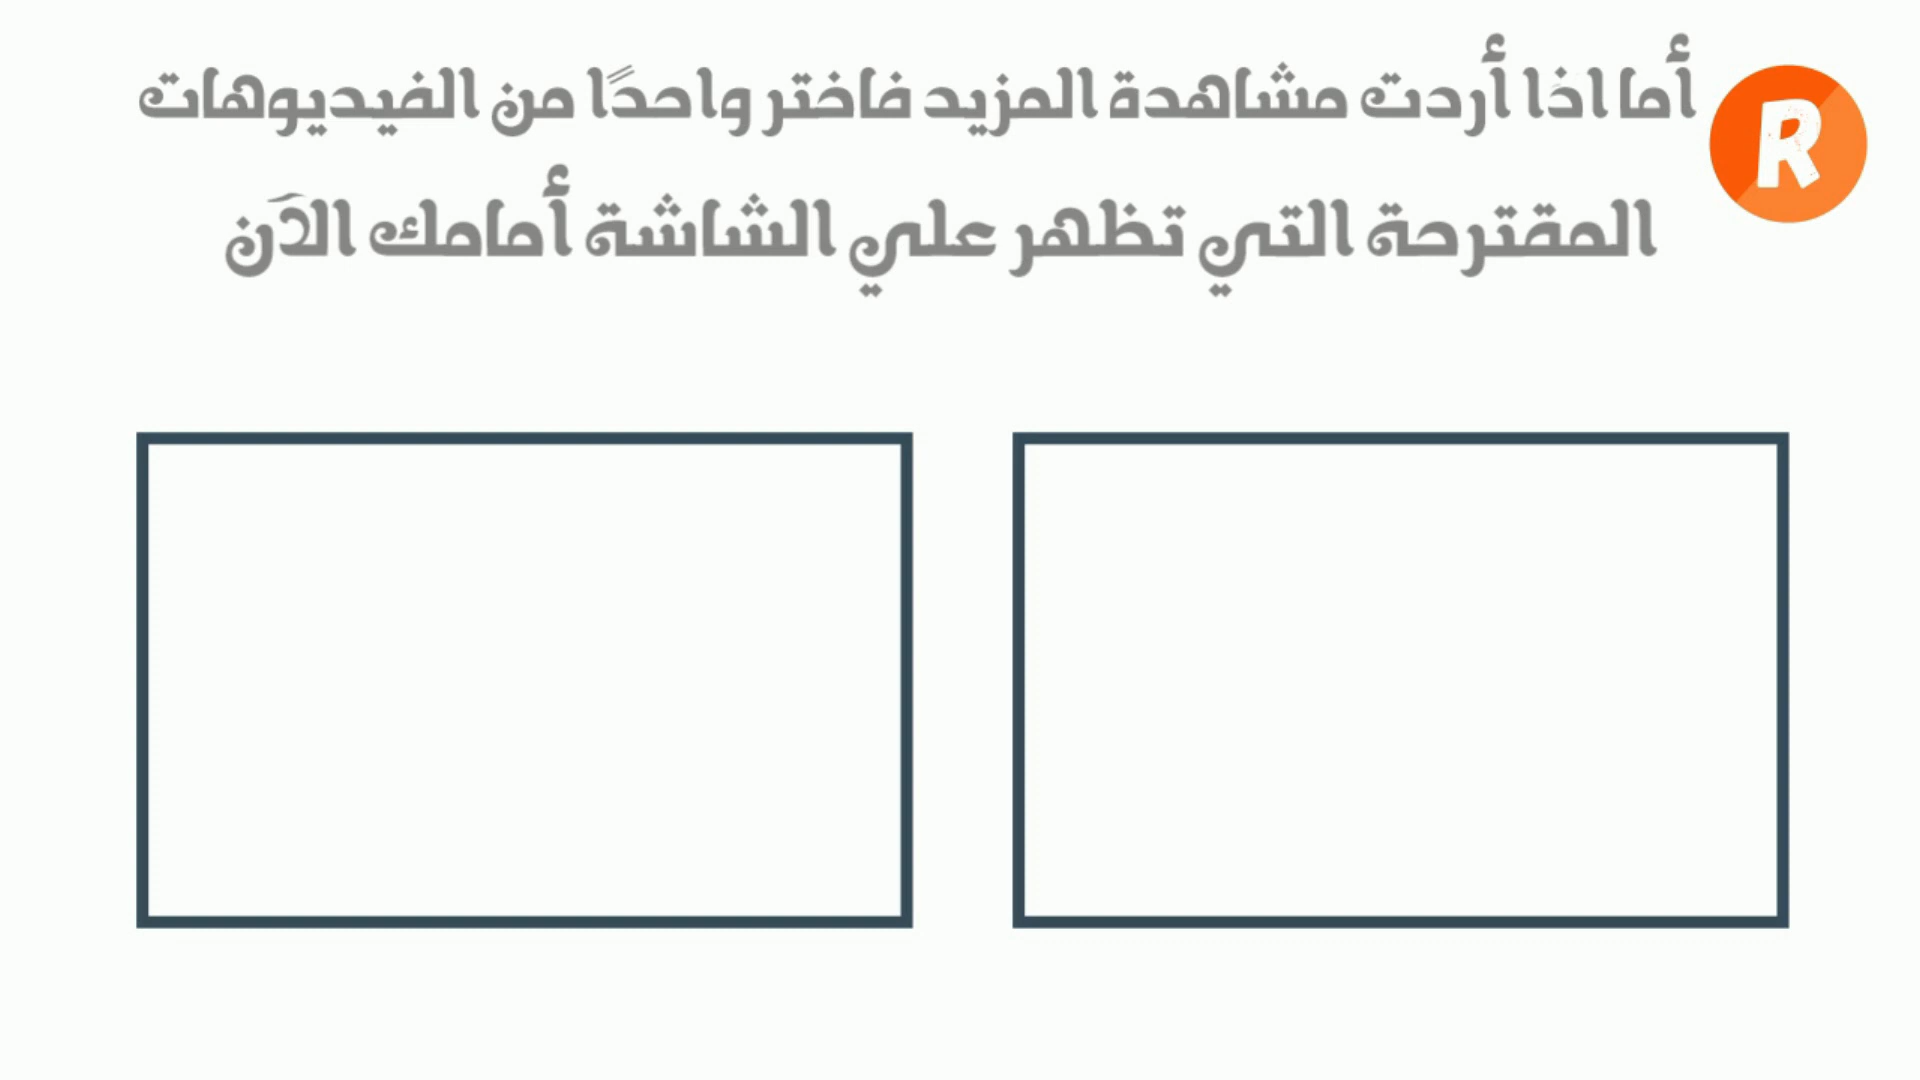 أما اذا أردت مشاهدة المزيد فاختر واحدًا من الفيديوهات
المقترحة التي تظهر علي الشاشة أمامك الآن
R